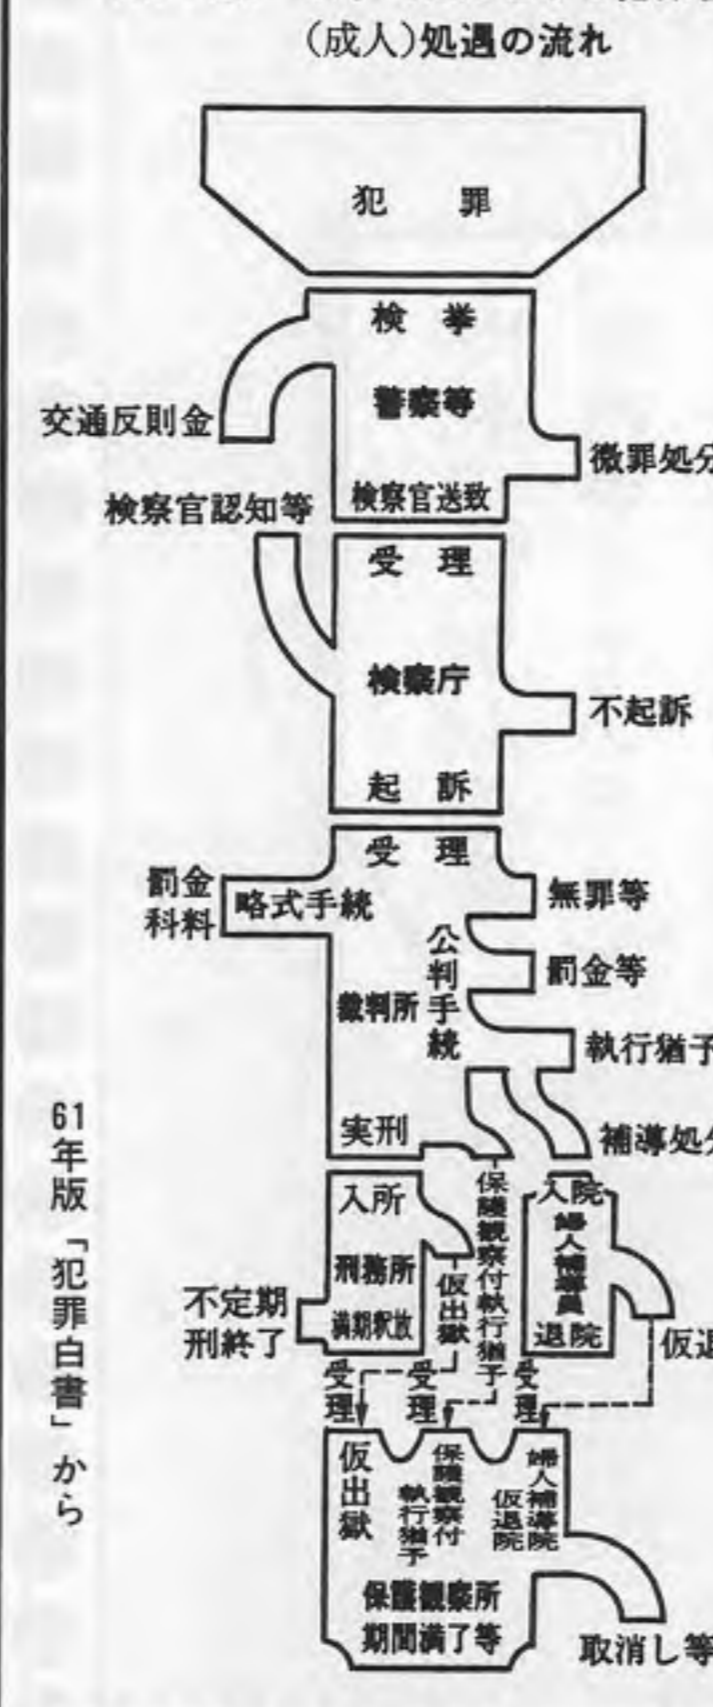 (成人)処遇の流れ
犯罪
検挙
警察等
交通反則金
微罪処分
検察官送致
検察官認知等
受理
検察庁
不起訴
起訴
受理
罰金
科料
略式手続
無罪等
公判手続
罰金等
裁判所
執行猶予
実刑
補導処分
入所
刑務所
満期釈放
不定期
刑終了
仮出獄
保護観察付執行猶予
入院
婦人補導員
退院
仮退
受理
受理
受理
仮出獄
保護観察付
執行猶予
婦人補導院
仮退院
保護観察所
期間満了等
取消し等
61年版「犯罪白書」から